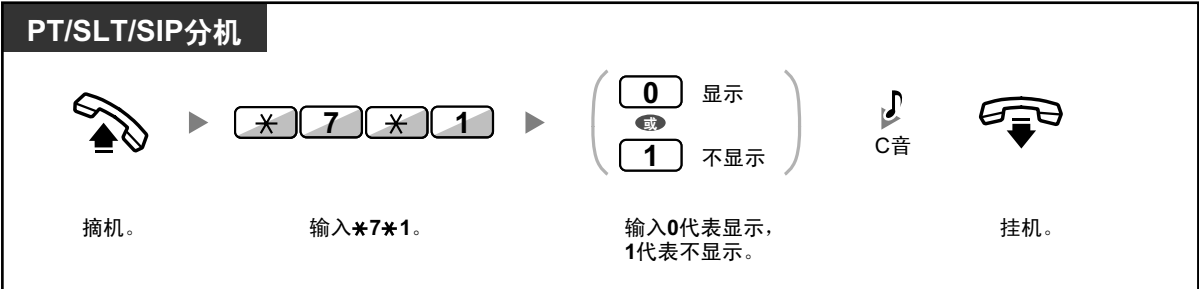 PT/SLT/SIP分机
✳ 7 ✳ 1
0 显示
或
1 不显示
C音
摘机。
输入✳7✳1。
输入0代表显示，
1代表不显示。
挂机。